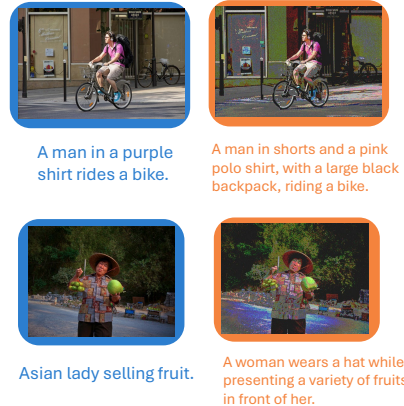 A man in a purple
shirt rides a bike.
A man in shorts and a pink
polo shirt, with a large black
backpack, riding a bike.
Asian lady selling fruit.
A woman wears a hat while
presenting a variety of fruits
in front of her.